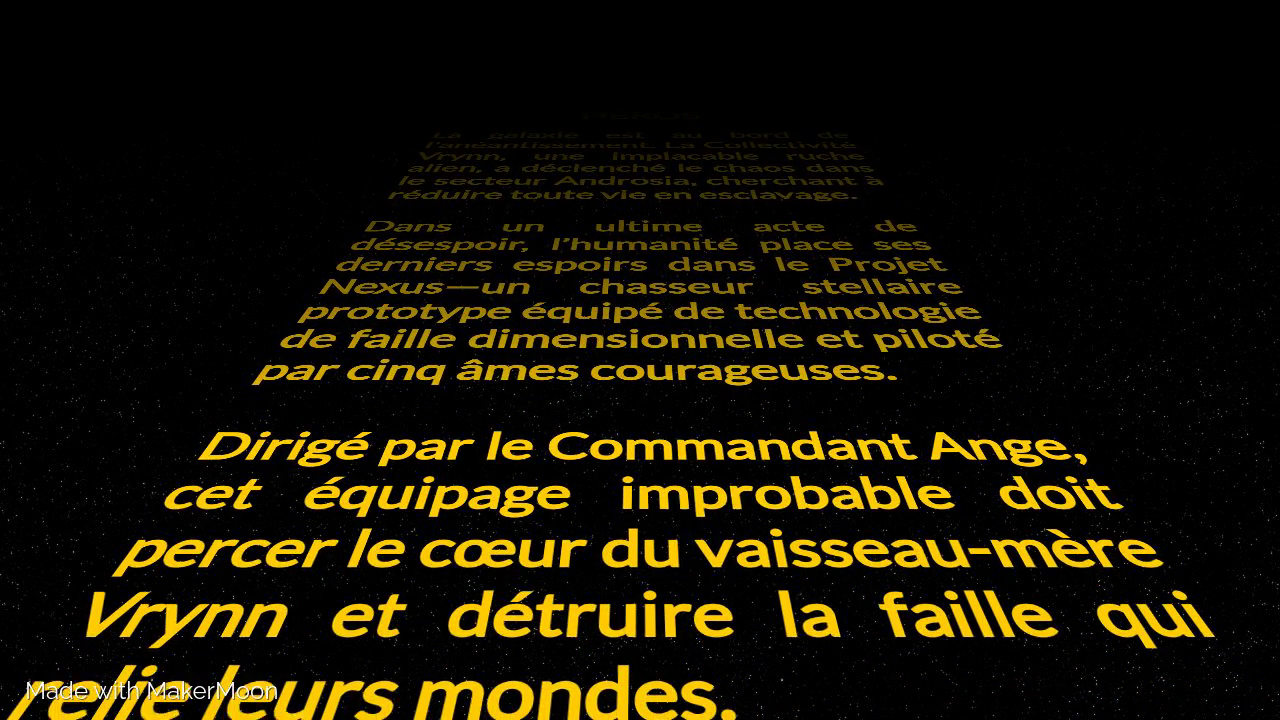 La galaxie est au bord de
l'anéantissement. La Collectivité
Vrynn, une implacable ruche
alien, a déclenché le chaos dans
le secteur Androsia, cherchant à
réduire toute vie en esclavage.
Dans un ultime acte de
désespoir, l'humanité place ses
derniers espoirs dans le Projet
Nexus—un chasseur stellaire
prototype équipé de technologie
de faille dimensionnelle et piloté
par cinq âmes courageuses.
Dirigé par le Commandant Ange,
cet équipage improbable doit
percer le cœur du vaisseau-mère
Vrynn et détruire la faille qui
relie leurs mondes.
Made with MakerMoon